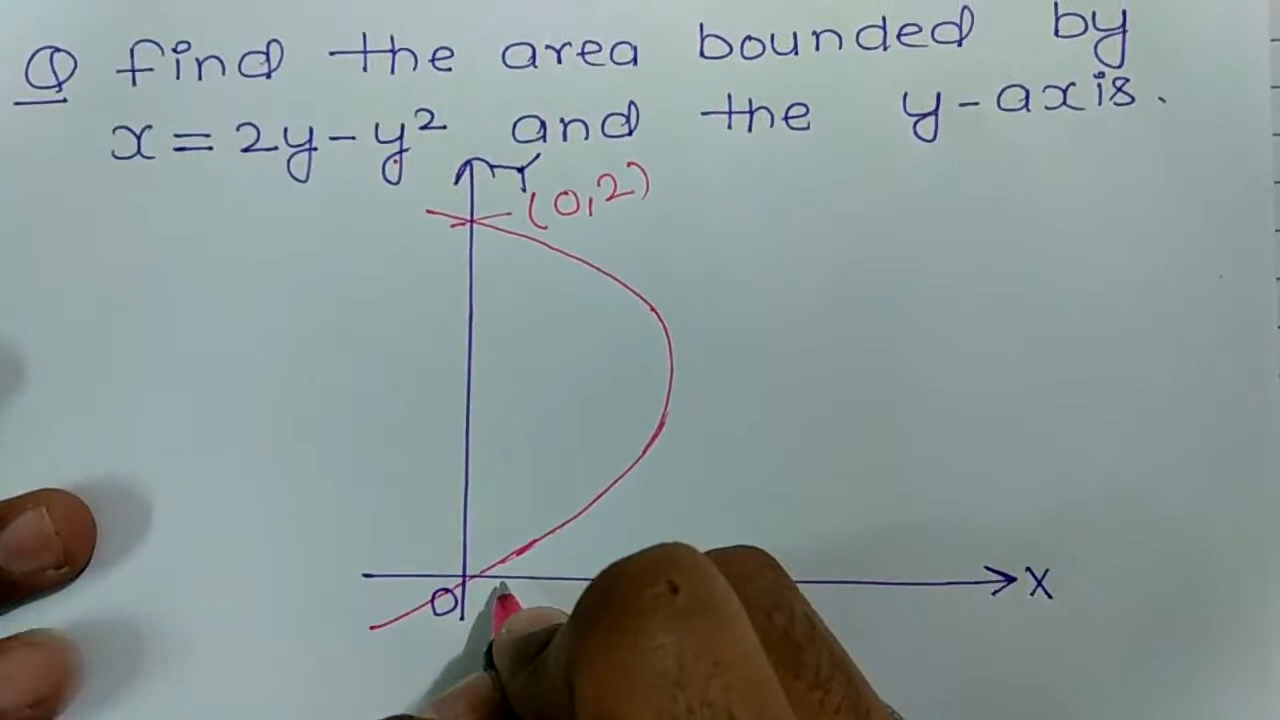 Q find the area bounded by
x = 2y - y² and the y-axis.
Y
(0,2)
O
X